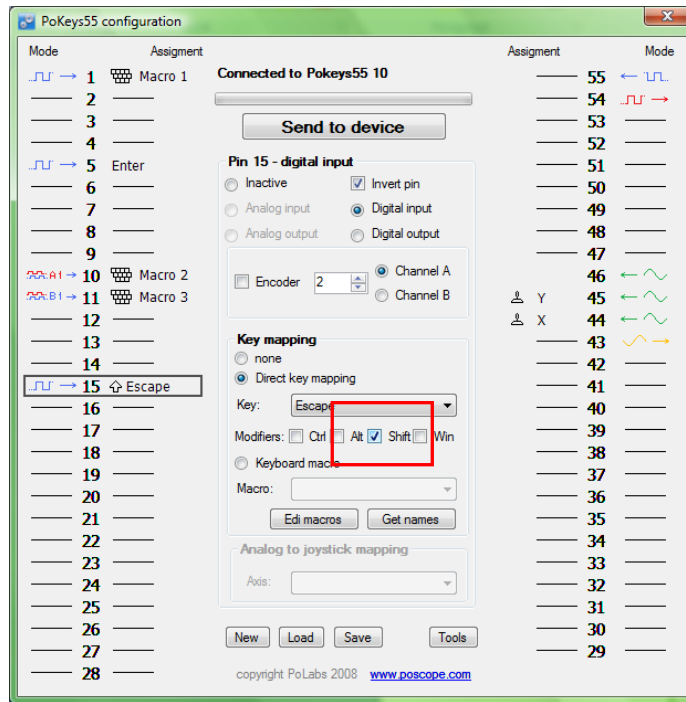 PoKeys55 configuration
Mode Assigment Assigment Mode
1 Macro 1
2
3
4
5 Enter
6
7
8
9
A1 10 Macro 2
B1 11 Macro 3
12
13
14
15 Escape
16
17
18
19
20
21
22
23
24
25
26
27
28
Connected to Pokeys55 10
Send to device
Pin 15 - digital input
Inactive Invert pin
Analog input Digital input
Analog output Digital output
Encoder 2 Channel A
Channel B
Key mapping
none
Direct key mapping
Key: Escape
Modifiers: Ctrl Alt Shift Win
Keyboard macro
Macro:
Edi macros Get names
Analog to joystick mapping
Axis:
New Load Save Tools
copyright PoLabs 2008 www.poscope.com
55
54
53
52
51
50
49
48
47
46
Y 45
X 44
43
42
41
40
39
38
37
36
35
34
33
32
31
30
29